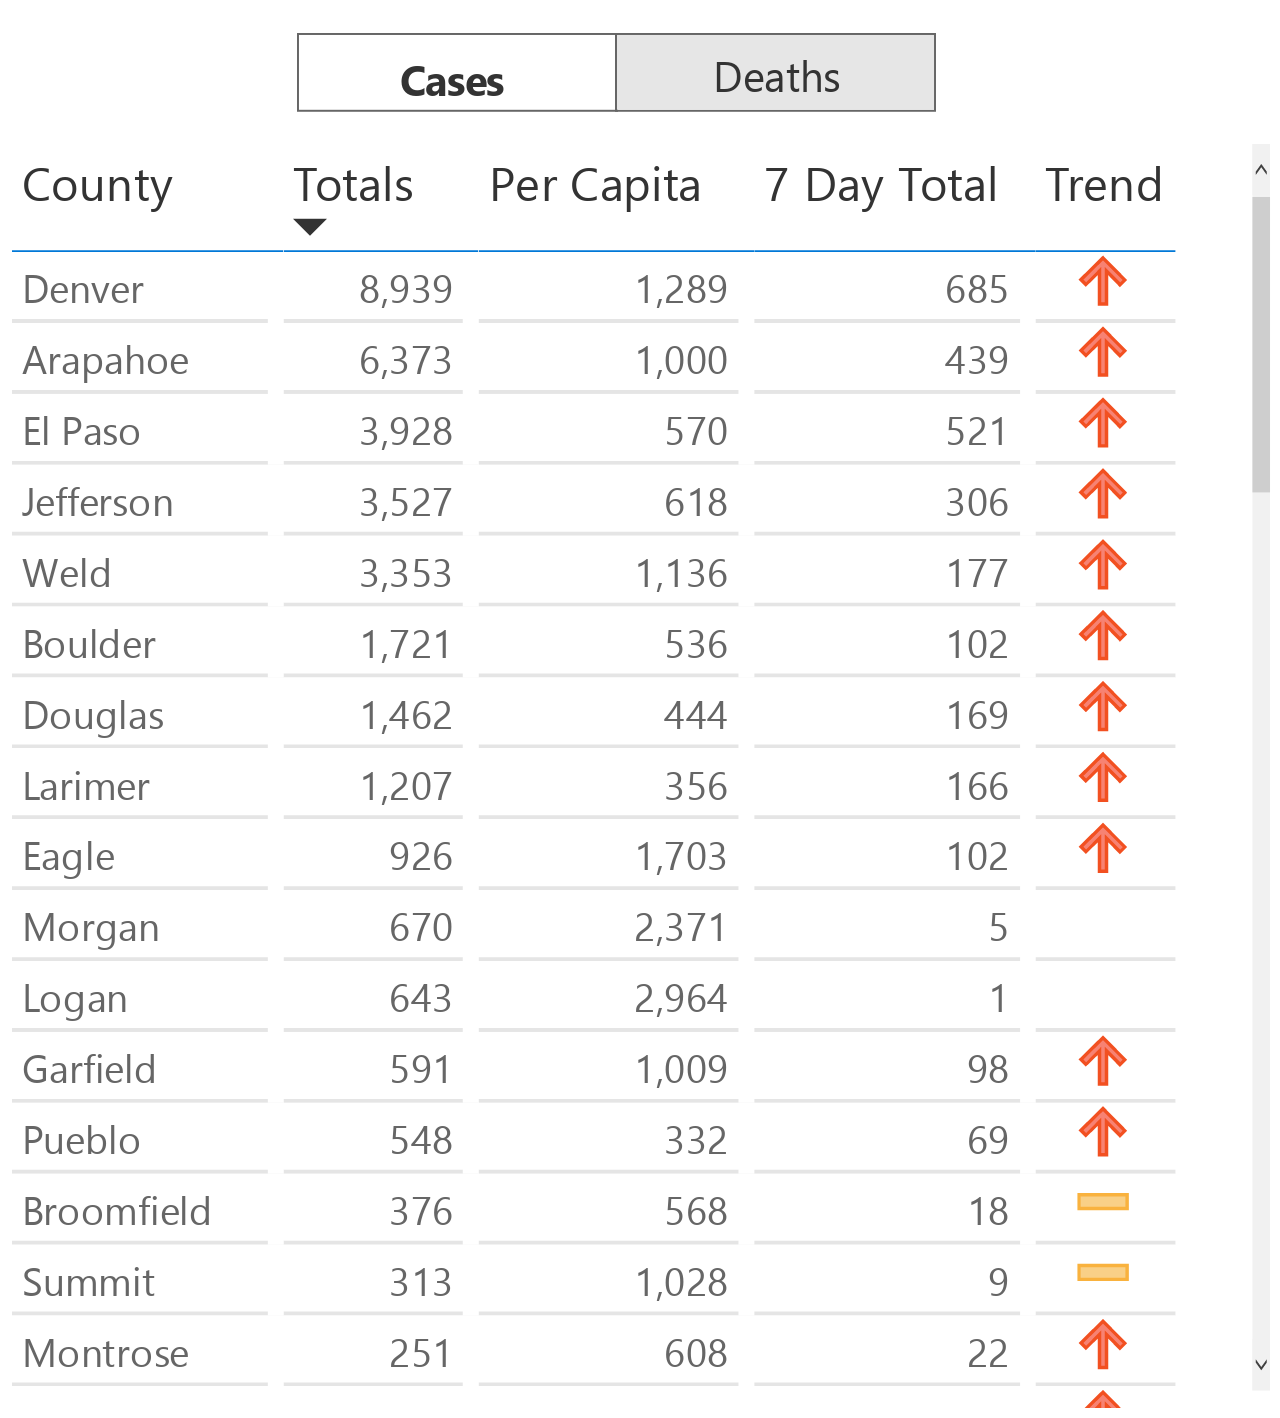 Cases Deaths
County Totals Per Capita 7 Day Total Trend
Denver 8,939 1,289 685
Arapahoe 6,373 1,000 439
El Paso 3,928 570 521
Jefferson 3,527 618 306
Weld 3,353 1,136 177
Boulder 1,721 536 102
Douglas 1,462 444 169
Larimer 1,207 356 166
Eagle 926 1,703 102
Morgan 670 2,371 5
Logan 643 2,964 1
Garfield 591 1,009 98
Pueblo 548 332 69
Broomfield 376 568 18
Summit 313 1,028 9
Montrose 251 608 22